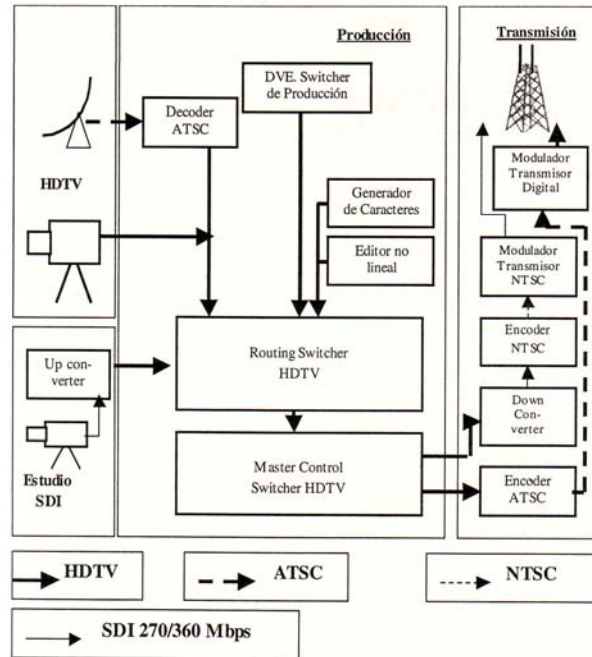 Producción
Transmisión
DVE. Switcher
de Producción
Decoder
ATSC
HDTV
Generador
de Caracteres
Editor no
lineal
Modulador
Transmisor
Digital
Modulador
Transmisor
NTSC
Encoder
NTSC
Down
Con-
verter
Encoder
ATSC
Up con-
verter
Routing Switcher
HDTV
Estudio
SDI
Master Control
Switcher HDTV
HDTV
ATSC
NTSC
SDI 270/360 Mbps